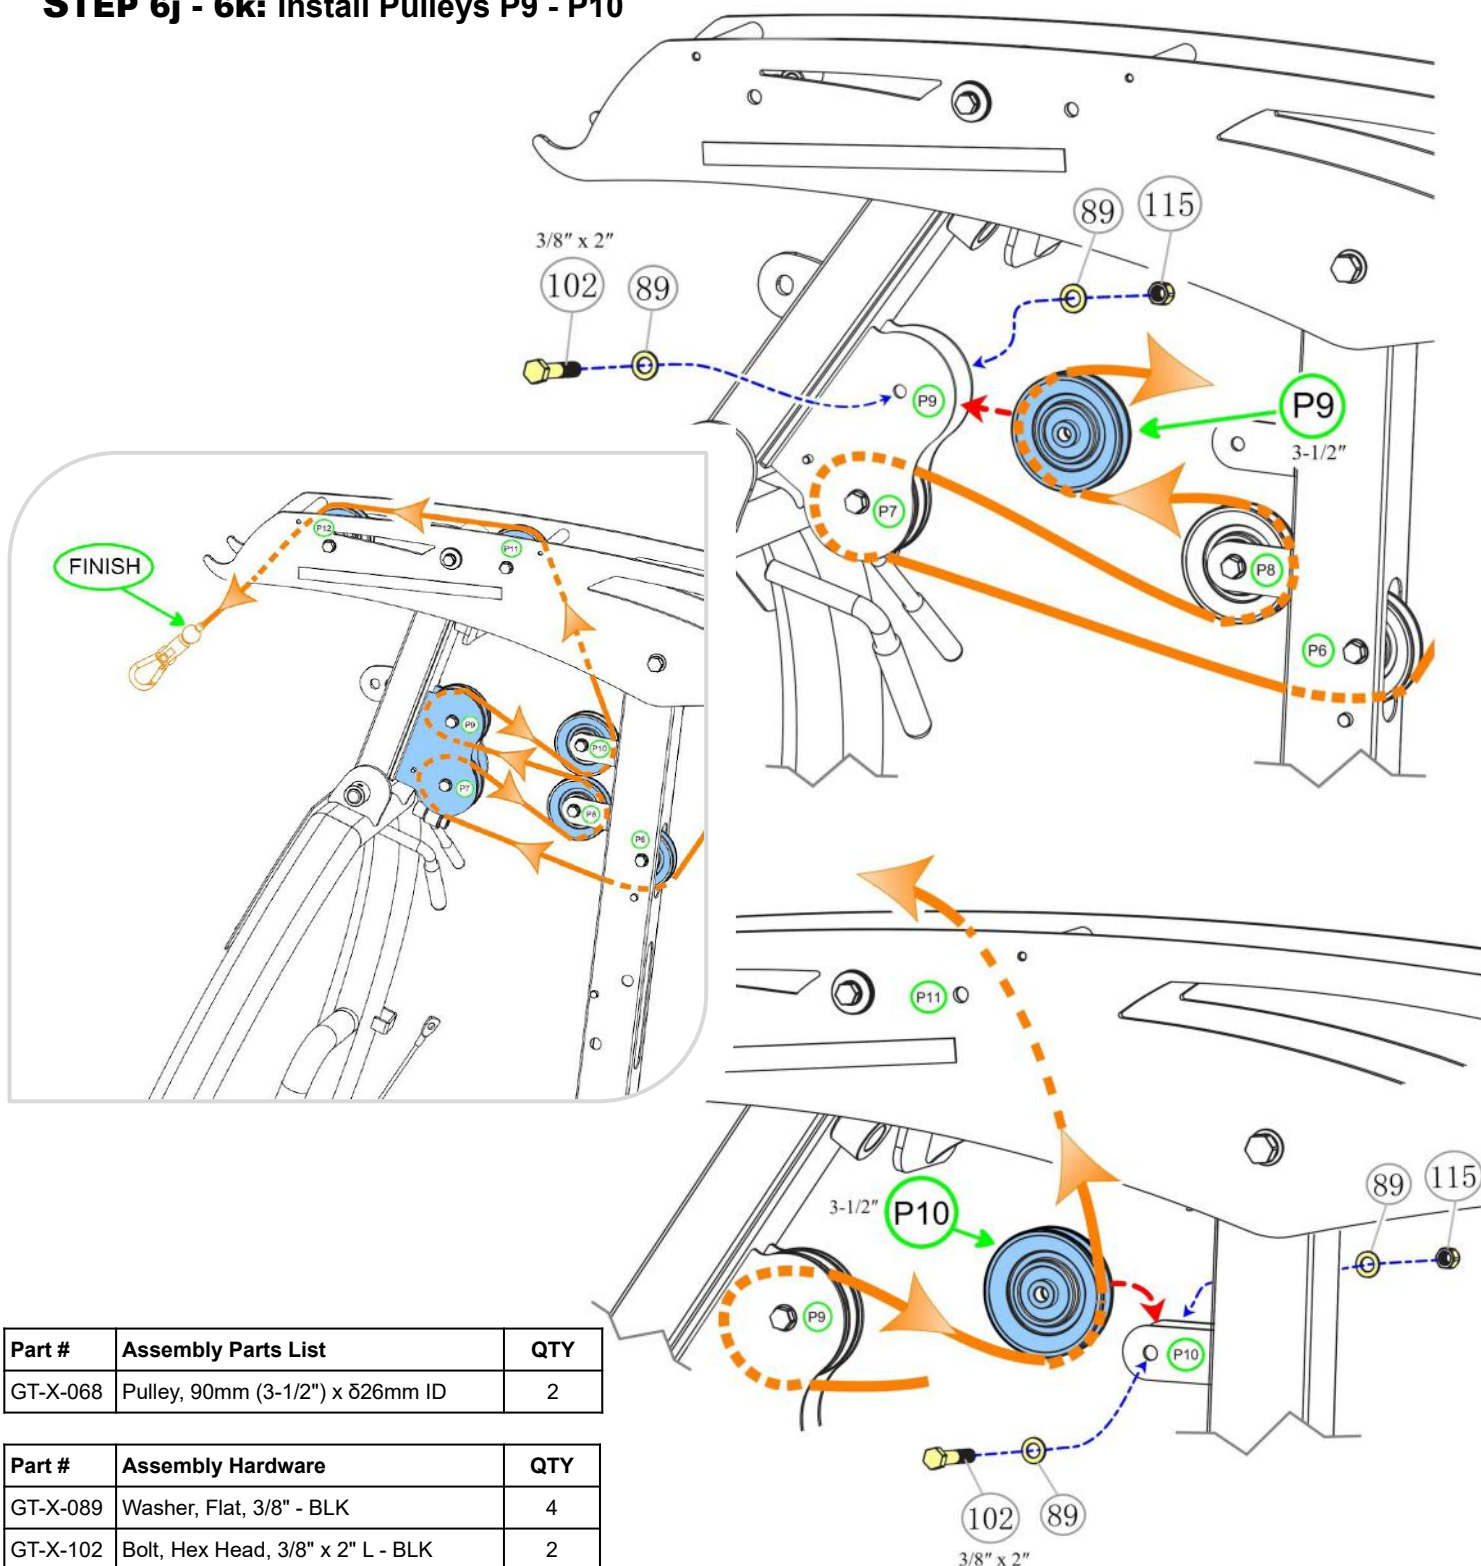 STEP 6j - 6k: Install Pulleys P9 - P10
89
115
3/8" x 2"
102
89
P9
P9
3-1/2"
P7
P8
P6
FINISH
P12
P11
P9
P10
P7
P8
P6
P11
3-1/2"
P10
89
115
P9
P10
102
89
3/8" x 2"
Part # Assembly Parts List QTY
GT-X-068 Pulley, 90mm (3-1/2") x δ26mm ID 2
Part # Assembly Hardware QTY
GT-X-089 Washer, Flat, 3/8" - BLK 4
GT-X-102 Bolt, Hex Head, 3/8" x 2" L - BLK 2